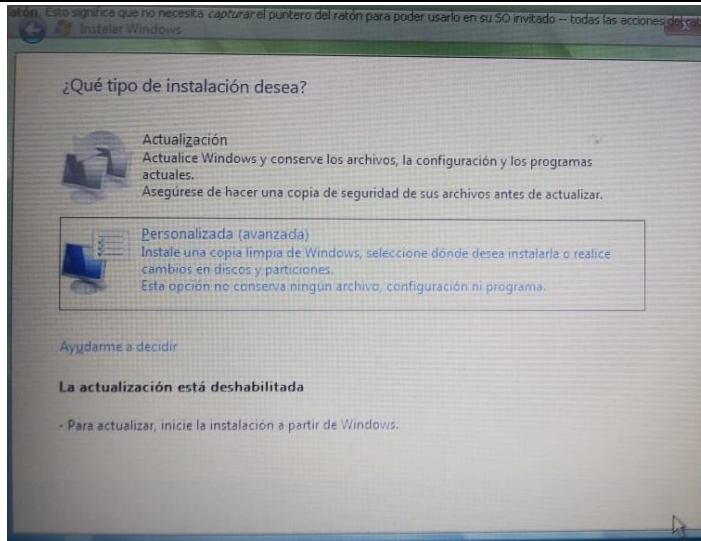 atón. Esto significa que no necesita capturar el puntero del ratón para poder usarlo en su SO invitado -- todas las acciones del rat
Instalar Windows
¿Qué tipo de instalación desea?
Actualización
Actualice Windows y conserve los archivos, la configuración y los programas
actuales.
Asegúrese de hacer una copia de seguridad de sus archivos antes de actualizar.
Personalizada (avanzada)
Instale una copia limpia de Windows, seleccione dónde desea instalarla o realice
cambios en discos y particiones.
Esta opción no conserva ningún archivo, configuración ni programa.
Ayudarme a decidir
La actualización está deshabilitada
- Para actualizar, inicie la instalación a partir de Windows.